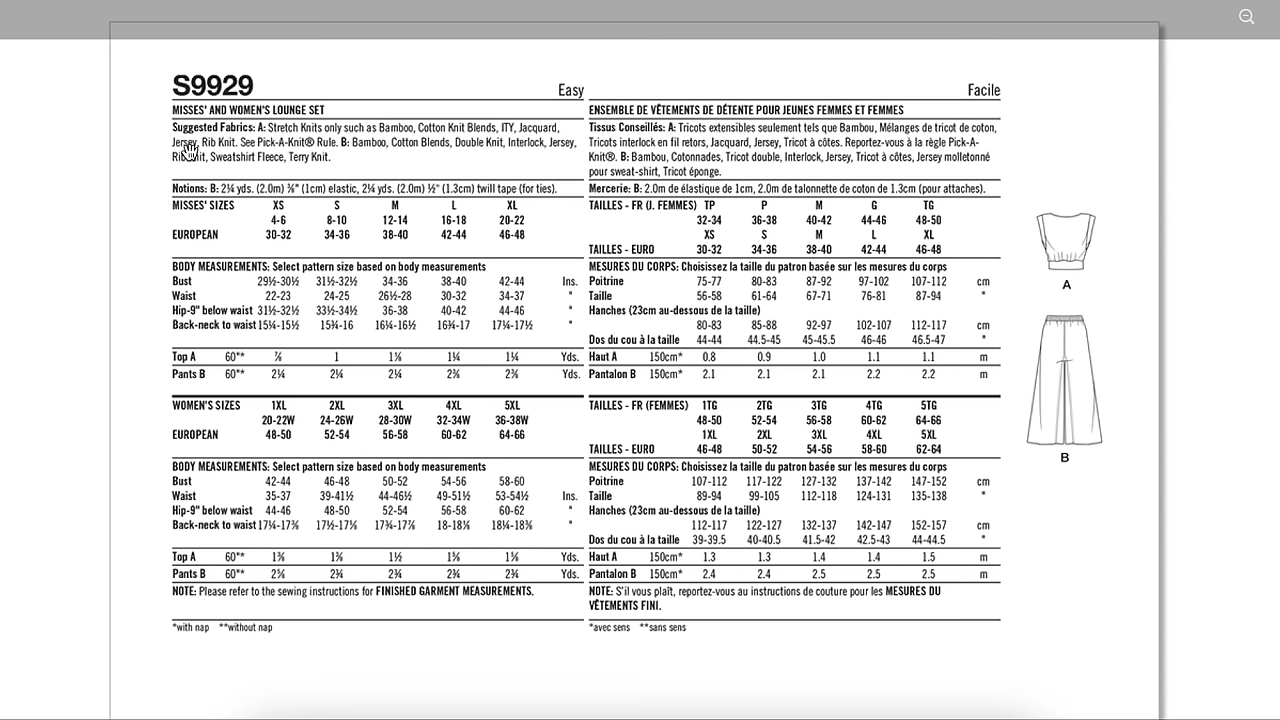 S9929
Easy
MISSES' AND WOMEN'S LOUNGE SET
Suggested Fabrics: A: Stretch Knits only such as Bamboo, Cotton Knit Blends, ITY, Jacquard,
Jersey, Rib Knit. See Pick-A-Knit® Rule. B: Bamboo, Cotton Blends, Double Knit, Interlock, Jersey,
Rib Knit, Sweatshirt Fleece, Terry Knit.
Notions: B: 2¼ yds. (2.0m) ⅜" (1cm) elastic, 2¼ yds. (2.0m) ½" (1.3cm) twill tape (for ties).
MISSES' SIZES XS S M L XL
4-6 8-10 12-14 16-18 20-22
EUROPEAN 30-32 34-36 38-40 42-44 46-48
BODY MEASUREMENTS: Select pattern size based on body measurements
Bust 29½-30½ 31½-32½ 34-36 38-40 42-44 Ins.
Waist 22-23 24-25 26½-28 30-32 34-37 "
Hip-9" below waist 31½-32½ 33½-34½ 36-38 40-42 44-46 "
Back-neck to waist 15¼-15½ 15¾-16 16¼-16½ 16¾-17 17¼-17½ "
Top A 60"* ⅞ 1 1⅛ 1¼ 1¼ Yds.
Pants B 60"* 2¼ 2¼ 2¼ 2⅜ 2⅜ Yds.
WOMEN'S SIZES 1XL 2XL 3XL 4XL 5XL
20-22W 24-26W 28-30W 32-34W 36-38W
EUROPEAN 48-50 52-54 56-58 60-62 64-66
BODY MEASUREMENTS: Select pattern size based on body measurements
Bust 42-44 46-48 50-52 54-56 58-60
Waist 35-37 39-41½ 44-46½ 49-51½ 53-54½ Ins.
Hip-9" below waist 44-46 48-50 52-54 56-58 60-62 "
Back-neck to waist 17¼-17⅜ 17½-17⅝ 17¾-17⅞ 18-18⅛ 18¼-18⅜ "
Top A 60"* 1⅜ 1⅜ 1½ 1⅝ 1⅝ Yds.
Pants B 60"* 2⅝ 2¾ 2¾ 2¾ 2¾ Yds.
NOTE: Please refer to the sewing instructions for FINISHED GARMENT MEASUREMENTS.
*with nap **without nap
Facile
ENSEMBLE DE VÊTEMENTS DE DÉTENTE POUR JEUNES FEMMES ET FEMMES
Tissus Conseillés: A: Tricots extensibles seulement tels que Bambou, Mélanges de tricot de coton,
Tricots interlock en fil retors, Jacquard, Jersey, Tricot à côtes. Reportez-vous à la règle Pick-A-
Knit®. B: Bambou, Cotonnades, Tricot double, Interlock, Jersey, Tricot à côtes, Jersey molletonné
pour sweat-shirt, Tricot éponge.
Mercerie: B: 2.0m de élastique de 1cm, 2.0m de talonnette de coton de 1.3cm (pour attaches).
TAILLES - FR (J. FEMMES) TP P M G TG
32-34 36-38 40-42 44-46 48-50
XS S M L XL
TAILLES - EURO 30-32 34-36 38-40 42-44 46-48
MESURES DU CORPS: Choisissez la taille du patron basée sur les mesures du corps
Poitrine 75-77 80-83 87-92 97-102 107-112 cm
Taille 56-58 61-64 67-71 76-81 87-94 "
Hanches (23cm au-dessous de la taille)
80-83 85-88 92-97 102-107 112-117 cm
Dos du cou à la taille 44-44 44.5-45 45-45.5 46-46 46.5-47 "
Haut A 150cm* 0.8 0.9 1.0 1.1 1.1 m
Pantalon B 150cm* 2.1 2.1 2.1 2.2 2.2 m
TAILLES - FR (FEMMES) 1TG 2TG 3TG 4TG 5TG
48-50 52-54 56-58 60-62 64-66
1XL 2XL 3XL 4XL 5XL
TAILLES - EURO 46-48 50-52 54-56 58-60 62-64
MESURES DU CORPS: Choisissez la taille du patron basée sur les mesures du corps
Poitrine 107-112 117-122 127-132 137-142 147-152 cm
Taille 89-94 99-105 112-118 124-131 135-138 "
Hanches (23cm au-dessous de la taille)
112-117 122-127 132-137 142-147 152-157 cm
Dos du cou à la taille 39-39.5 40-40.5 41.5-42 42.5-43 44-44.5 "
Haut A 150cm* 1.3 1.3 1.4 1.4 1.5 m
Pantalon B 150cm* 2.4 2.4 2.5 2.5 2.5 m
NOTE: S'il vous plaît, reportez-vous au instructions de couture pour les MESURES DU
VÊTEMENTS FINI.
*avec sens **sans sens
A
B